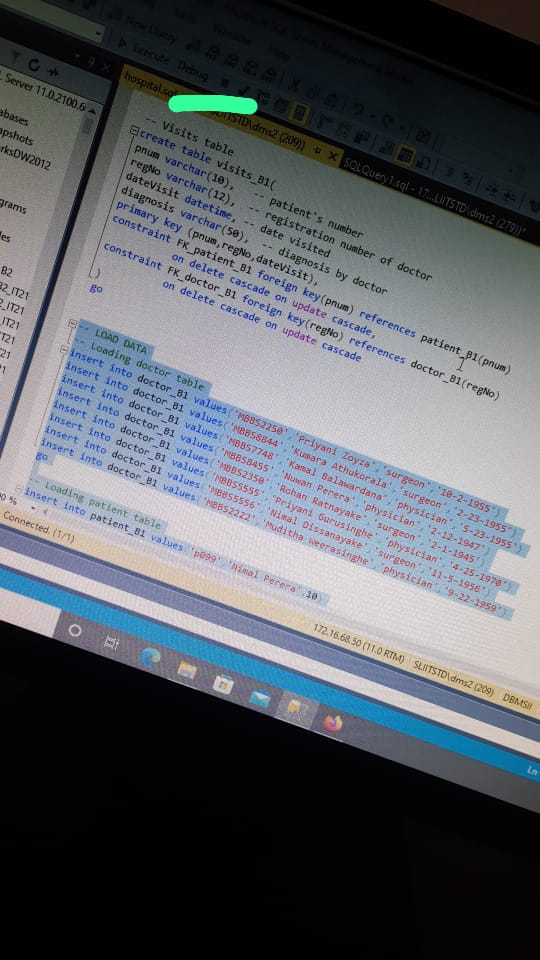 New Query
Window
Help
Execute
Debug
hospital.sql
SLIITSTD\dms2 (209))
SQLQuery1.sql - 17...LIITSTD\dms2 (279))*
Server 11.0.2100.6
abases
apshots
rksDW2012
grams
les
B2
B2_IT21
2_IT21
_IT21
T21
21
-- Visits table
create table visits_B1(
pnum varchar(10), -- patient's number
regNo varchar(12), -- registration number of doctor
dateVisit datetime, -- date visited
diagnosis varchar(50), -- diagnosis by doctor
primary key (pnum,regNo,dateVisit),
constraint FK_patient_B1 foreign key(pnum) references patient_B1(pnum)
on delete cascade on update cascade,
constraint FK_doctor_B1 foreign key(regNo) references doctor_B1(regNo)
on delete cascade on update cascade
)
go
-- LOAD DATA
-- Loading doctor table
insert into doctor_B1 values('MBBS2250','Priyani Zoyza','surgeon','10-2-1955')
insert into doctor_B1 values('MBBS8044','Kumara Athukorala','surgeon','2-23-1955')
insert into doctor_B1 values('MBBS7748','Kamal Balawardana','physician','5-23-1955')
insert into doctor_B1 values('MBBS8455','Nuwan Perera','physician','2-12-1947')
insert into doctor_B1 values('MBBS2350','Rohan Ratnayake','surgeon','2-1-1945')
insert into doctor_B1 values('MBBS5555','Priyani Gurusinghe','physician','4-25-1970')
insert into doctor_B1 values('MBBS5556','Nimal Dissanayake','surgeon','11-5-1956')
insert into doctor_B1 values('MBBS2222','Muditha Weerasinghe','physician','9-22-1959')
go
-- Loading patient table
insert into patient_B1 values 'p099' 'Nimal Perera' 10
0 %
Connected. (1/1)
172.16.68.50 (11.0 RTM)
SLIITSTD\dms2 (209)
DBMSII
Ln